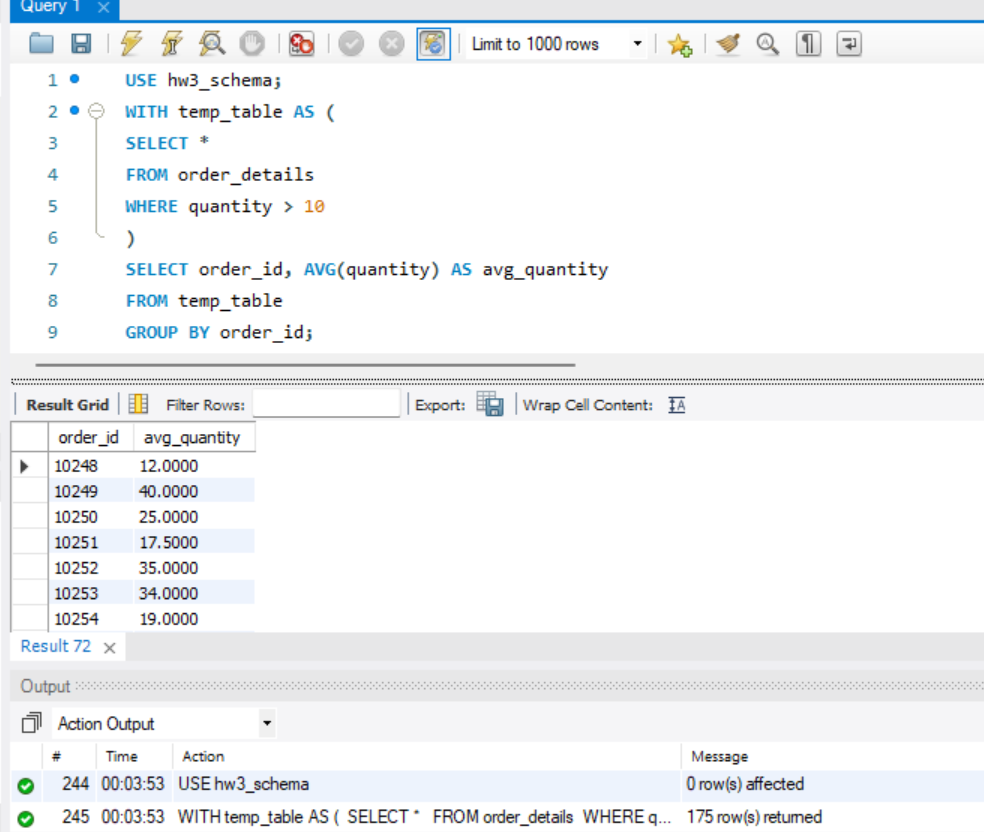 Query 1
Limit to 1000 rows
1 USE hw3_schema;
2 WITH temp_table AS (
3 SELECT *
4 FROM order_details
5 WHERE quantity > 10
6 )
7 SELECT order_id, AVG(quantity) AS avg_quantity
8 FROM temp_table
9 GROUP BY order_id;
Result Grid Filter Rows: Export: Wrap Cell Content:
order_id avg_quantity
10248 12.0000
10249 40.0000
10250 25.0000
10251 17.5000
10252 35.0000
10253 34.0000
10254 19.0000
Result 72
Output
Action Output
# Time Action Message
244 00:03:53 USE hw3_schema 0 row(s) affected
245 00:03:53 WITH temp_table AS ( SELECT * FROM order_details WHERE q... 175 row(s) returned